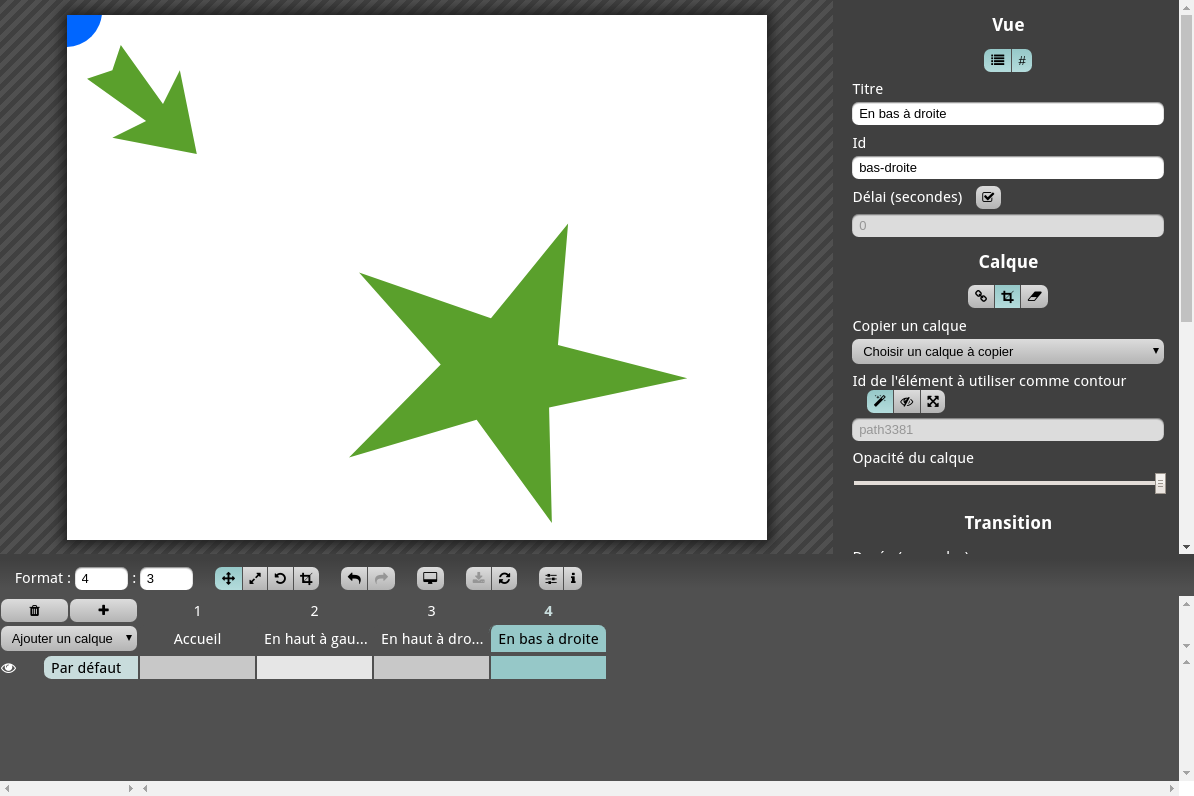 Vue
#
Titre
En bas à droite
Id
bas-droite
Délai (secondes)
0
Calque
Copier un calque
Choisir un calque à copier
Id de l'élément à utiliser comme contour
path3381
Opacité du calque
Transition
Format : 4 : 3
1 2 3 4
Ajouter un calque Accueil En haut à gau... En haut à dro... En bas à droite
Par défaut